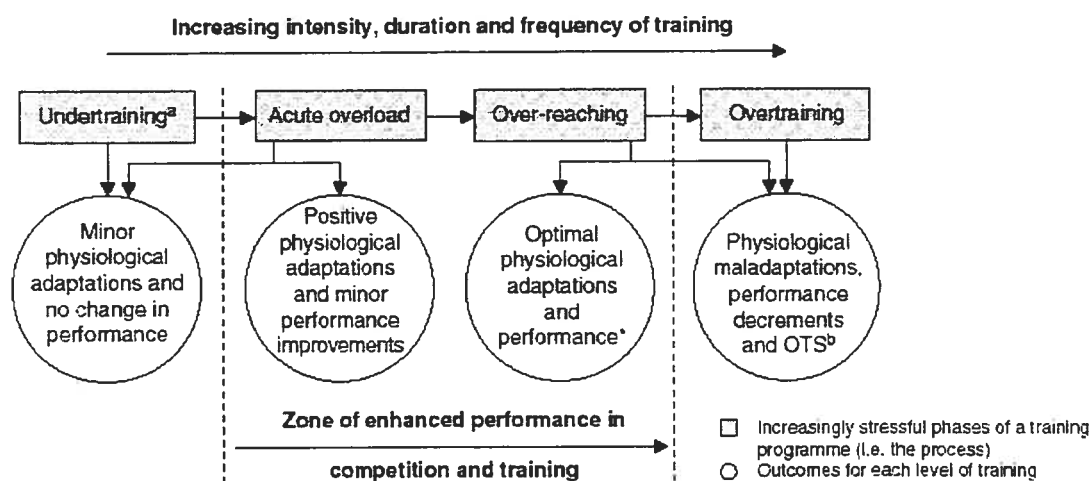 Increasing intensity, duration and frequency of training
Undertrainingᵃ
Acute overload
Over-reaching
Overtraining
Minor
physiological
adaptations and
no change in
performance
Positive
physiological
adaptations
and minor
performance
improvements
Optimal
physiological
adaptations
and
performance*
Physiological
maladaptations,
performance
decrements
and OTSᵇ
Zone of enhanced performance in
competition and training
Increasingly stressful phases of a training
programme (i.e. the process)
Outcomes for each level of training